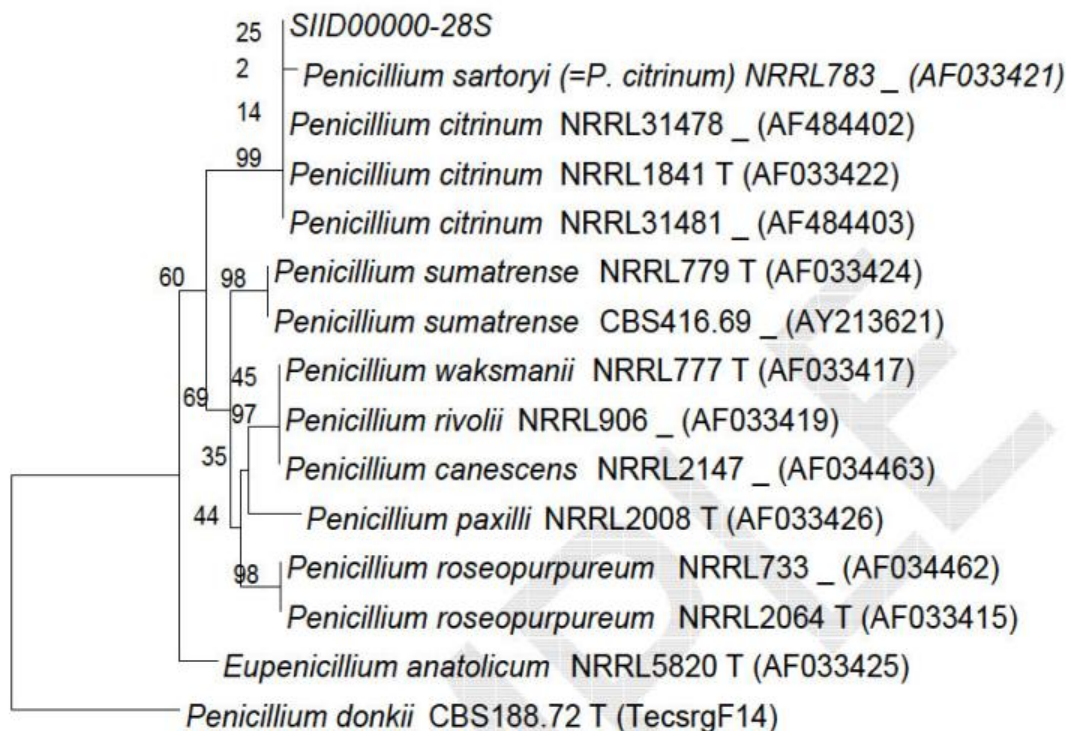 25
SIID00000-28S
2
Penicillium sartoryi (=P. citrinum) NRRL783 _ (AF033421)
14
Penicillium citrinum NRRL31478 _ (AF484402)
99
Penicillium citrinum NRRL1841 T (AF033422)
Penicillium citrinum NRRL31481 _ (AF484403)
60
98
Penicillium sumatrense NRRL779 T (AF033424)
Penicillium sumatrense CBS416.69 _ (AY213621)
45
Penicillium waksmanii NRRL777 T (AF033417)
69
97
Penicillium rivolii NRRL906 _ (AF033419)
35
Penicillium canescens NRRL2147 _ (AF034463)
44
Penicillium paxilli NRRL2008 T (AF033426)
98
Penicillium roseopurpureum NRRL733 _ (AF034462)
Penicillium roseopurpureum NRRL2064 T (AF033415)
Eupenicillium anatolicum NRRL5820 T (AF033425)
Penicillium donkii CBS188.72 T (TecsrgF14)